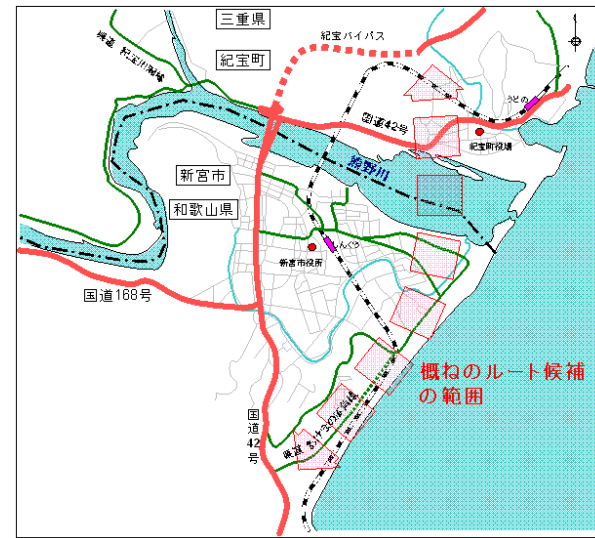 三重県
紀宝町
紀宝バイパス
うどの
国道42号
紀宝町役場
熊野川
新宮市
和歌山県
しんぐう
新宮市役所
国道168号
概ねのルート候補
の範囲
国道
42
号